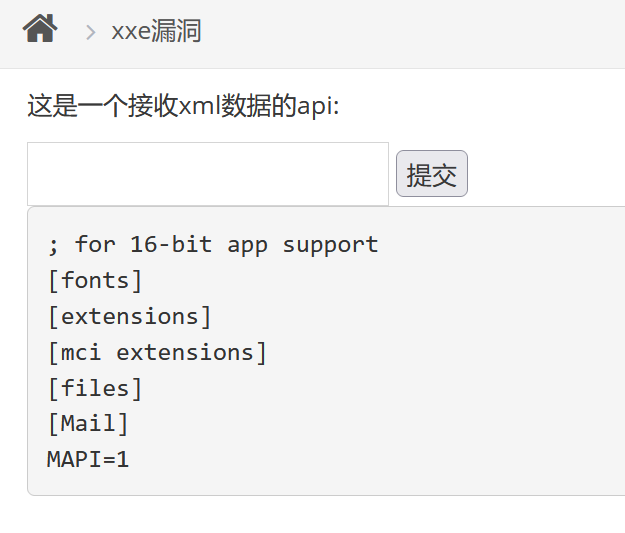 xxe漏洞
这是一个接收xml数据的api:
提交
; for 16-bit app support
[fonts]
[extensions]
[mci extensions]
[files]
[Mail]
MAPI=1